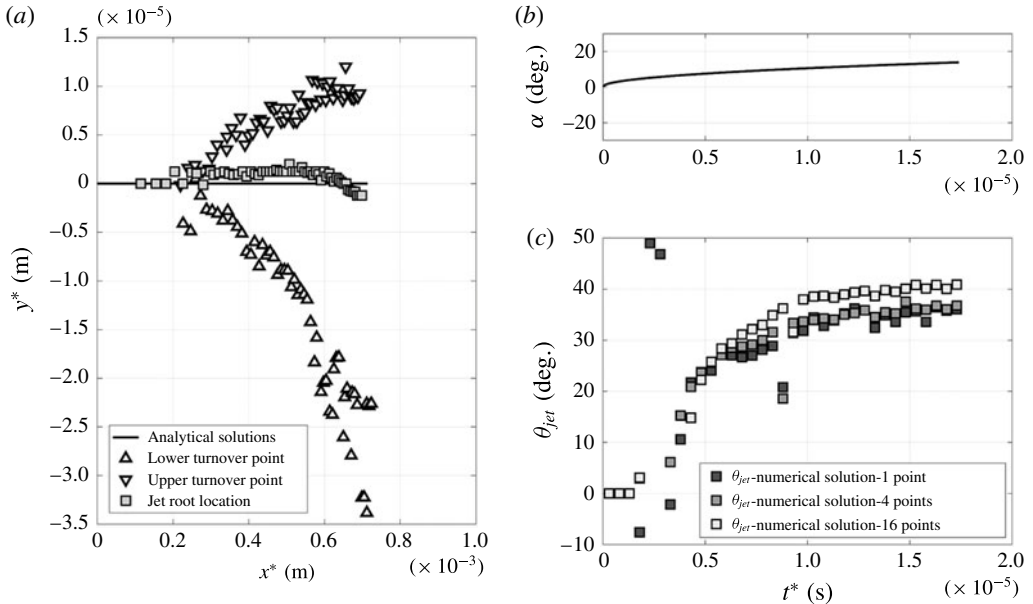 (a)
(× 10⁻⁵)
1.5
1.0
0.5
0
−0.5
−1.0
−1.5
−2.0
−2.5
−3.0
−3.5
y* (m)
Analytical solutions
Lower turnover point
Upper turnover point
Jet root location
0 0.2 0.4 0.6 0.8 1.0
x* (m)
(× 10⁻³)
(b)
20
0
−20
α (deg.)
0 0.5 1.0 1.5 2.0
(× 10⁻⁵)
(c)
50
40
30
20
10
0
−10
θjet (deg.)
θjet-numerical solution-1 point
θjet-numerical solution-4 points
θjet-numerical solution-16 points
0 0.5 1.0 1.5 2.0
t* (s)
(× 10⁻⁵)